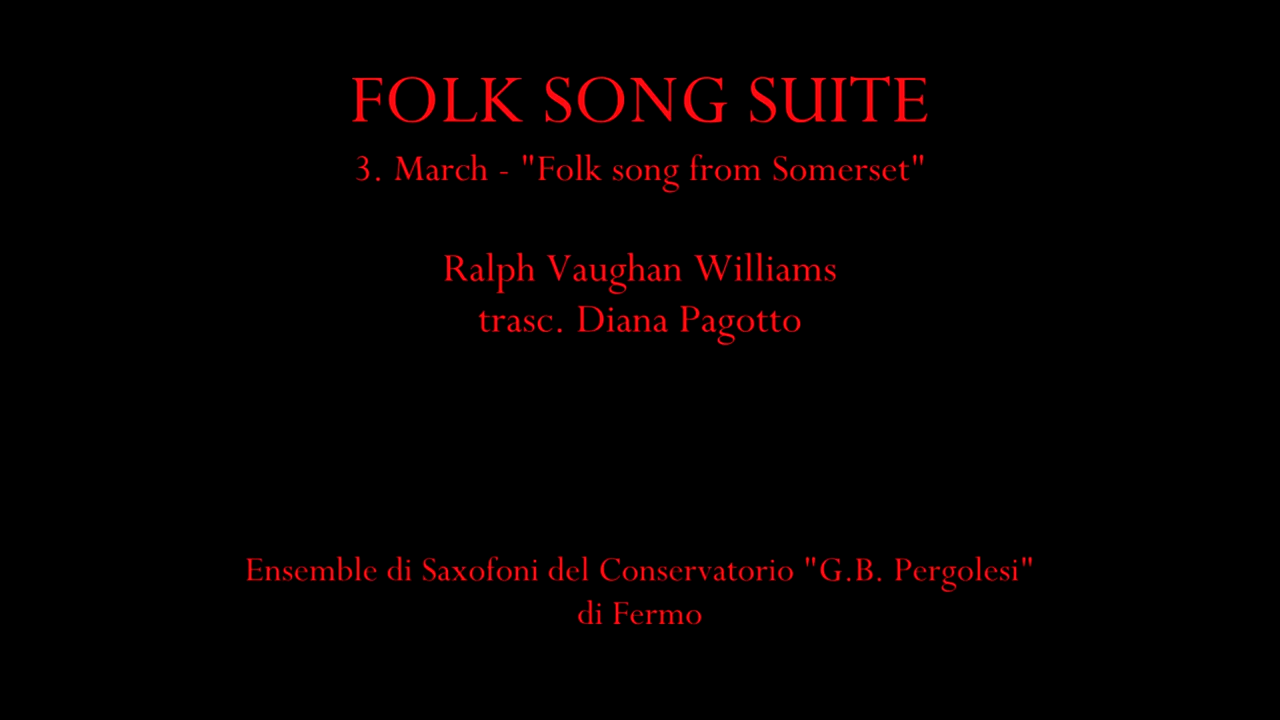 FOLK SONG SUITE
3. March - "Folk song from Somerset"
Ralph Vaughan Williams
trasc. Diana Pagotto
Ensemble di Saxofoni del Conservatorio "G.B. Pergolesi"
di Fermo